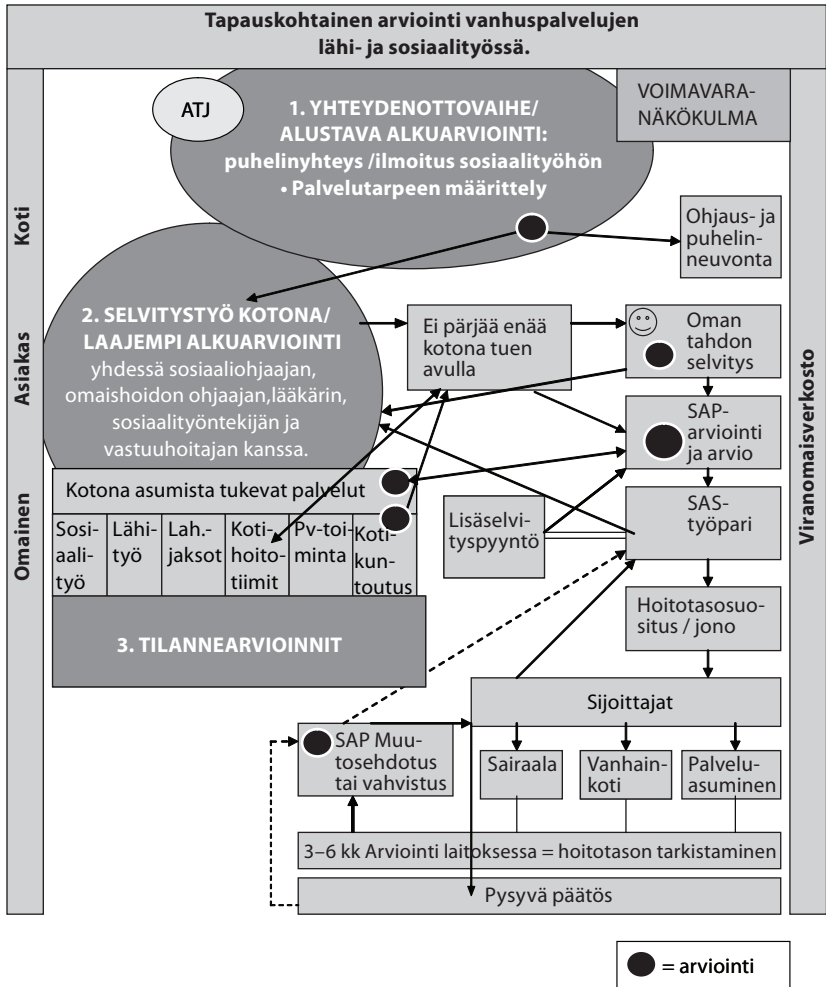 Tapauskohtainen arviointi vanhuspalvelujen
lähi- ja sosiaalityössä.
Koti
Asiakas
Omainen
ATJ
1. YHTEYDENOTTOVAIHE/
ALUSTAVA ALKUARVIOINTI:
puhelinyhteys /ilmoitus sosiaalityöhön
• Palvelutarpeen määrittely
VOIMAVARA-
NÄKÖKULMA
Viranomaisverkosto
Ohjaus- ja
puhelin-
neuvonta
2. SELVITYSTYÖ KOTONA/
LAAJEMPI ALKUARVIOINTI
yhdessä sosiaaliohjaajan,
omaishoidon ohjaajan,lääkärin,
sosiaalityöntekijän ja
vastuuhoitajan kanssa.
Ei pärjää enää
kotona tuen
avulla
Oman
tahdon
selvitys
SAP-
arviointi
ja arvio
Kotona asumista tukevat palvelut
Sosi-
aali-
työ
Lähi-
työ
Lah.-
jaksot
Koti-
hoito-
tiimit
Pv-toi-
minta
Koti-
kun-
toutus
Lisäselvi-
tyspyyntö
SAS-
työpari
3. TILANNEARVIOINNIT
Hoitotasosuo-
situs / jono
Sijoittajat
SAP Muu-
tosehdotus
tai vahvistus
Sairaala
Vanhain-
koti
Palvelu-
asuminen
3–6 kk Arviointi laitoksessa = hoitotason tarkistaminen
Pysyvä päätös
= arviointi